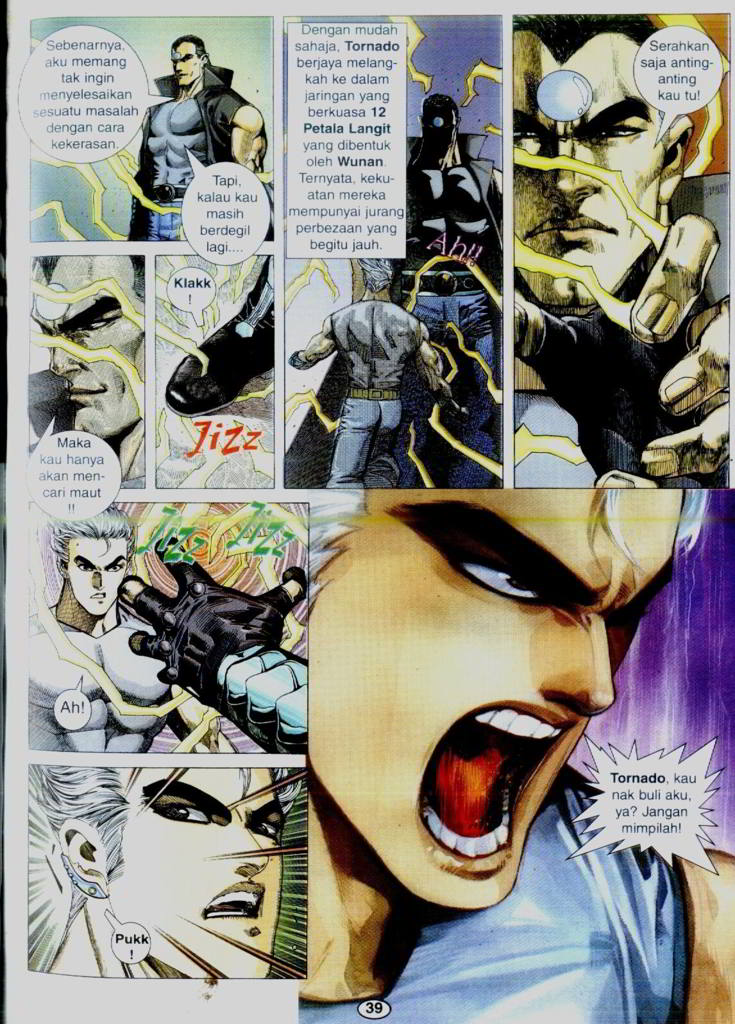 Sebenarnya,
aku memang
tak ingin
menyelesaikan
sesuatu masalah
dengan cara
kekerasan.
Tapi,
kalau kau
masih
berdegil
lagi....
Dengan mudah
sahaja, Tornado
berjaya melang-
kah ke dalam
jaringan yang
berkuasa 12
Petala Langit
yang dibentuk
oleh Wunan.
Ternyata, keku-
atan mereka
mempunyai jurang
perbezaan yang
begitu jauh.
Ah!!
Serahkan
saja anting-
anting
kau tu!
Maka
kau hanya
akan men-
cari maut
!!
Klakk
!
Jizz
Jizz
Jizz
Ah!
Pukk
!
Tornado, kau
nak buli aku,
ya? Jangan
mimpilah!
39